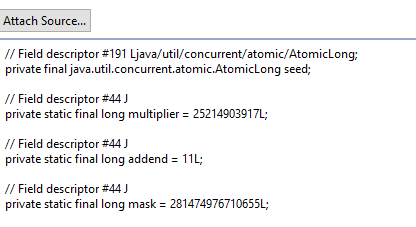 Attach Source...
// Field descriptor #191 Ljava/util/concurrent/atomic/AtomicLong;
private final java.util.concurrent.atomic.AtomicLong seed;
// Field descriptor #44 J
private static final long multiplier = 25214903917L;
// Field descriptor #44 J
private static final long addend = 11L;
// Field descriptor #44 J
private static final long mask = 281474976710655L;